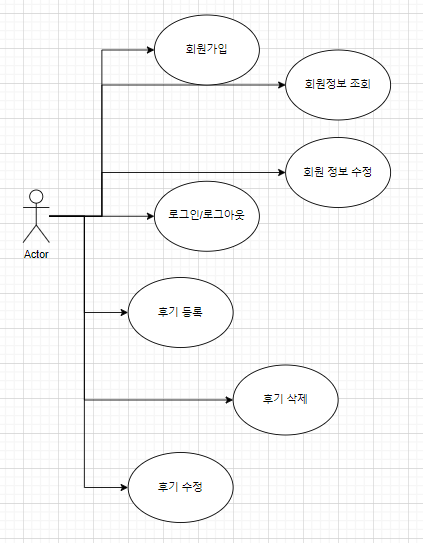 회원가입
회원정보 조회
회원 정보 수정
로그인/로그아웃
Actor
후기 등록
후기 삭제
후기 수정